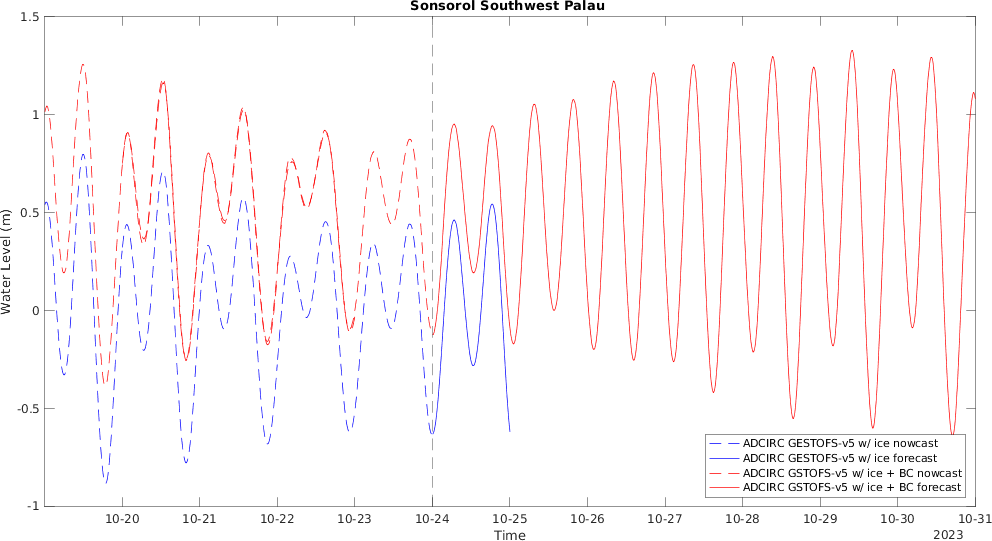 Sonsorol Southwest Palau
Water Level (m)
1.5
1
0.5
0
-0.5
-1
10-20 10-21 10-22 10-23 10-24 10-25 10-26 10-27 10-28 10-29 10-30 10-31
Time
2023
ADCIRC GESTOFS-v5 w/ ice nowcast
ADCIRC GESTOFS-v5 w/ ice forecast
ADCIRC GSTOFS-v5 w/ ice + BC nowcast
ADCIRC GSTOFS-v5 w/ ice + BC forecast